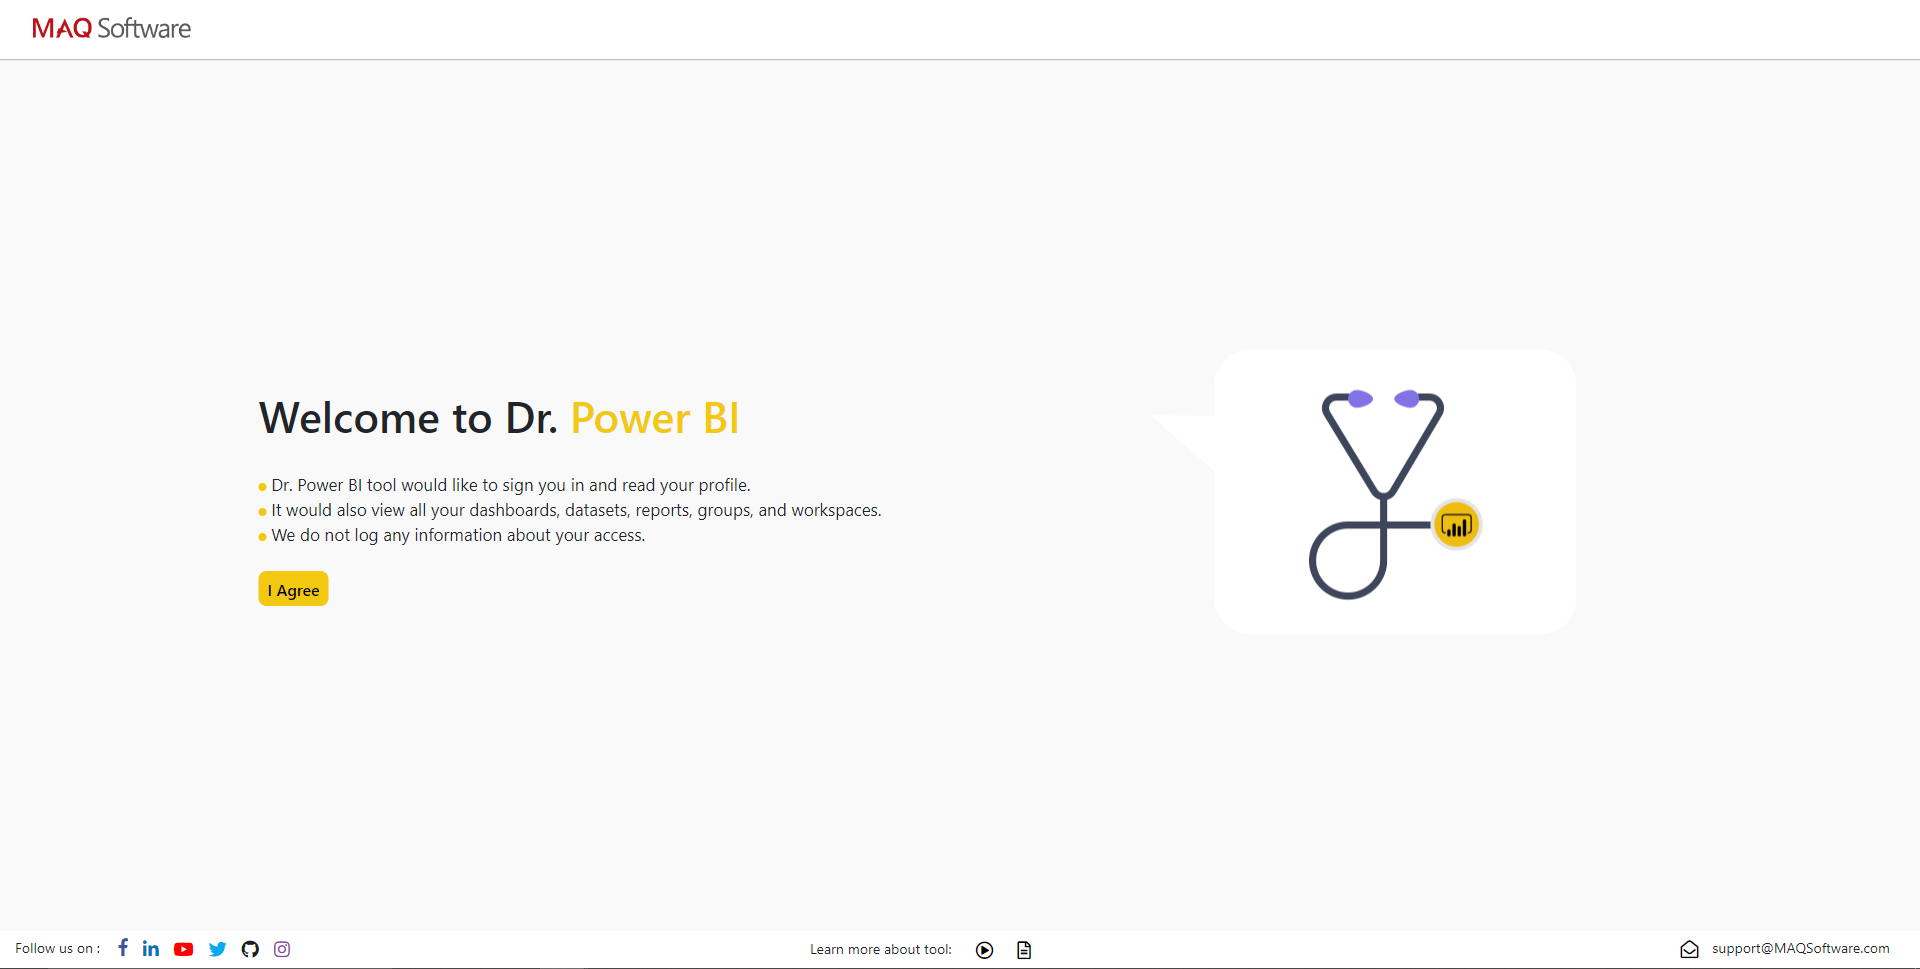 MAQ Software
Welcome to Dr. Power BI
Dr. Power BI tool would like to sign you in and read your profile.
It would also view all your dashboards, datasets, reports, groups, and workspaces.
We do not log any information about your access.
I Agree
Follow us on :
Learn more about tool:
support@MAQSoftware.com